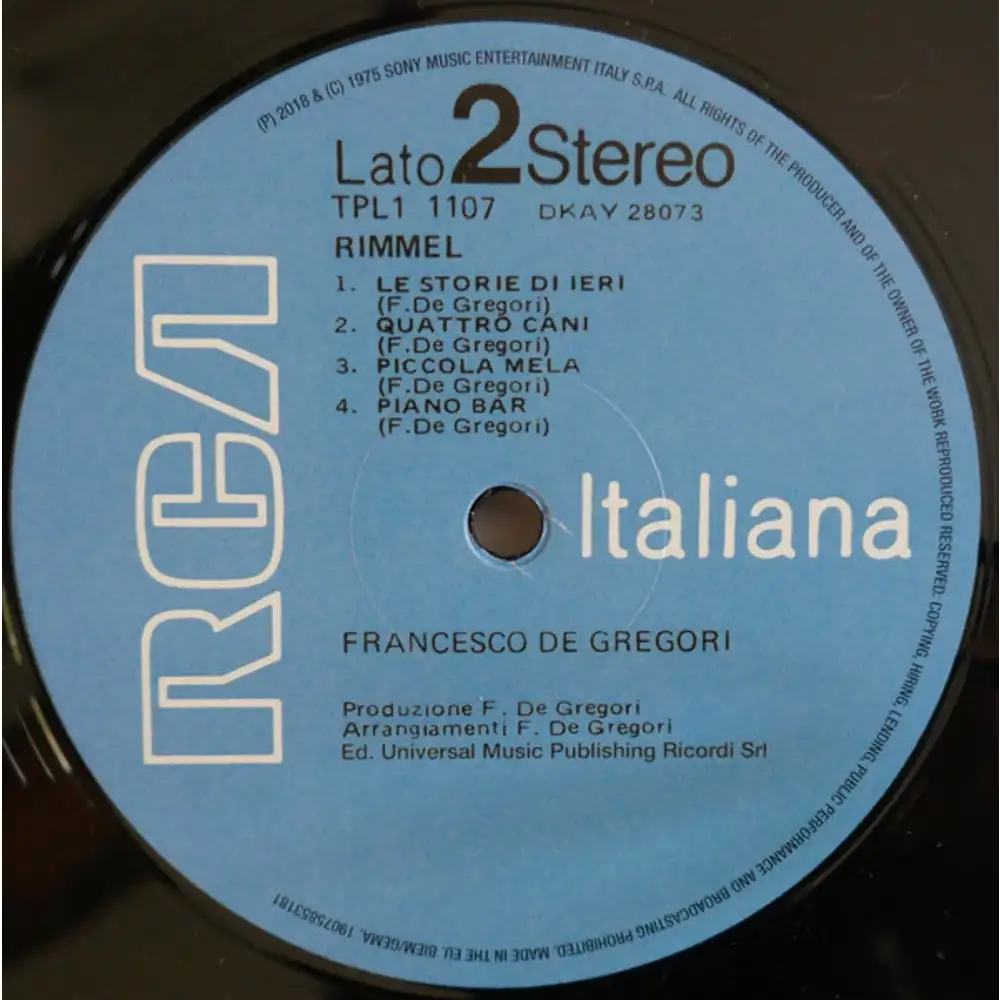 (P) 2018 & (C) 1975 SONY MUSIC ENTERTAINMENT ITALY S.P.A. ALL RIGHTS OF THE PRODUCER AND OF THE OWNER OF THE WORK REPRODUCED RESERVED. COPYING, HIRING, LENDING, PUBLIC PERFORMANCE AND BROADCASTING PROHIBITED. MADE IN THE EU. BIEM/GEMA. 19075853181
Lato 2 Stereo
TPL1 1107 DKAY 28073
RIMMEL
1. LE STORIE DI IERI
(F.De Gregori)
2. QUATTRO CANI
(F.De Gregori)
3. PICCOLA MELA
(F.De Gregori)
4. PIANO BAR
(F.De Gregori)
RCA
Italiana
FRANCESCO DE GREGORI
Produzione F. De Gregori
Arrangiamenti F. De Gregori
Ed. Universal Music Publishing Ricordi Srl